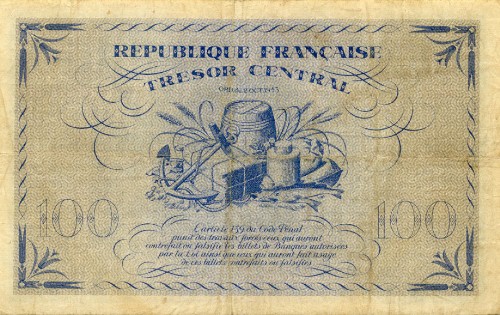 REPUBLIQUE FRANÇAISE
TRESOR CENTRAL
100
100
L'article 139 du Code Pénal
punit des travaux forcés ceux qui auront
contrefait ou falsifié les billets de Banques autorisées
par la Loi ainsi que ceux qui auront fait usage
de ces billets contrefaits ou falsifiés